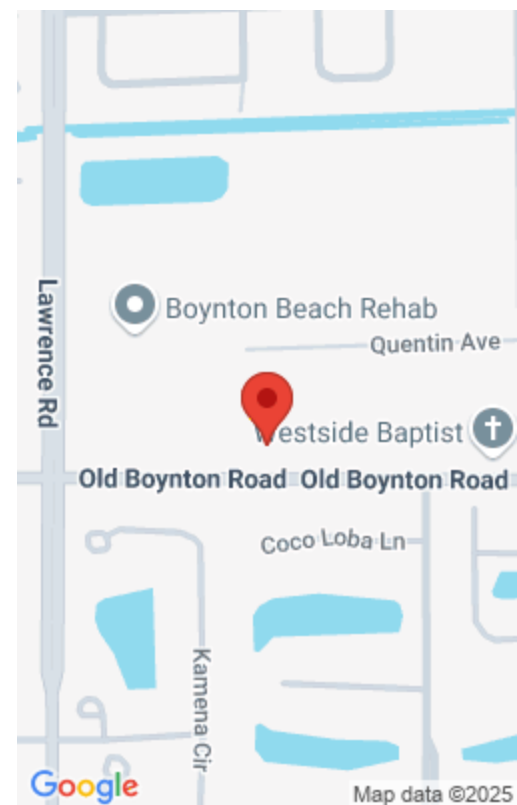 Lawrence Rd
Boynton Beach Rehab
Quentin Ave
Westside Baptist
Old Boynton Road Old Boynton Road
Coco Loba Ln
Kamena Cir
Google
Map data ©2025